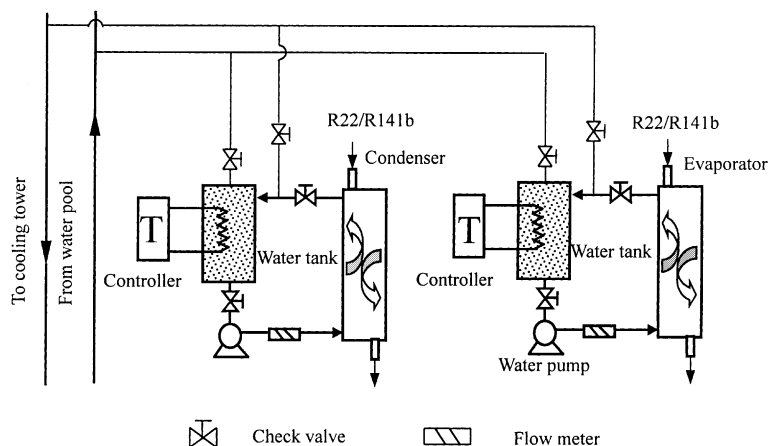 To cooling tower
From water pool
R22/R141b
Condenser
T
Controller
Water tank
R22/R141b
Evaporator
T
Controller
Water tank
Water pump
Check valve
Flow meter